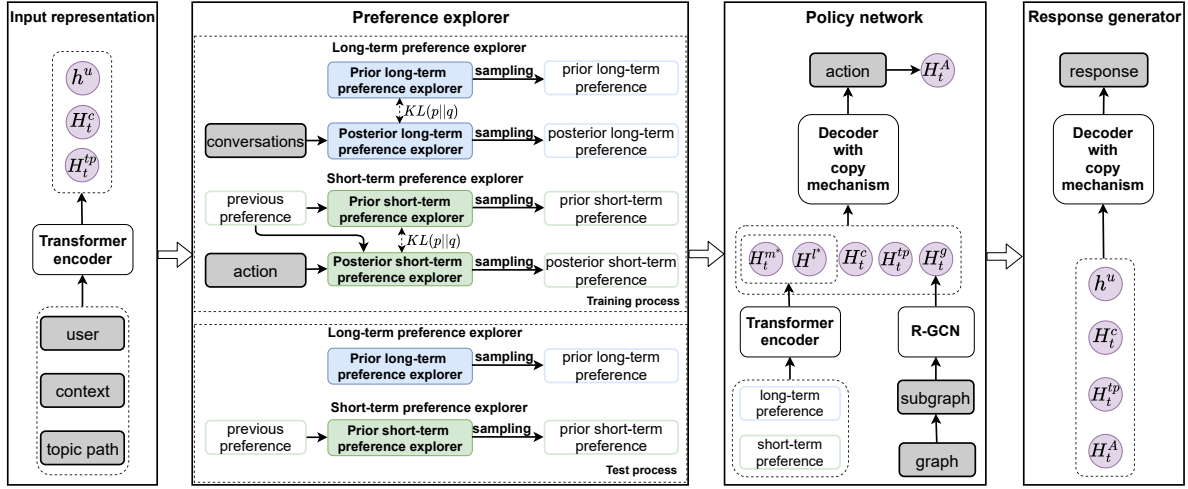 Input representation
h^u
H_t^c
H_t^{tp}
Transformer
encoder
user
context
topic path
Preference explorer
Long-term preference explorer
Prior long-term
preference explorer
sampling
prior long-term
preference
KL(p||q)
conversations
Posterior long-term
preference explorer
sampling
posterior long-term
preference
Short-term preference explorer
previous
preference
Prior short-term
preference explorer
sampling
prior short-term
preference
KL(p||q)
action
Posterior short-term
preference explorer
sampling
posterior short-term
preference
Training process
Long-term preference explorer
Prior long-term
preference explorer
sampling
prior long-term
preference
Short-term preference explorer
previous
preference
Prior short-term
preference explorer
sampling
prior short-term
preference
Test process
Policy network
action
H_t^A
Decoder
with
copy
mechanism
H_t^{m*} H^{l*} H_t^c H_t^{tp} H_t^g
Transformer
encoder
R-GCN
long-term
preference
short-term
preference
subgraph
graph
Response generator
response
Decoder
with
copy
mechanism
h^u
H_t^c
H_t^{tp}
H_t^A